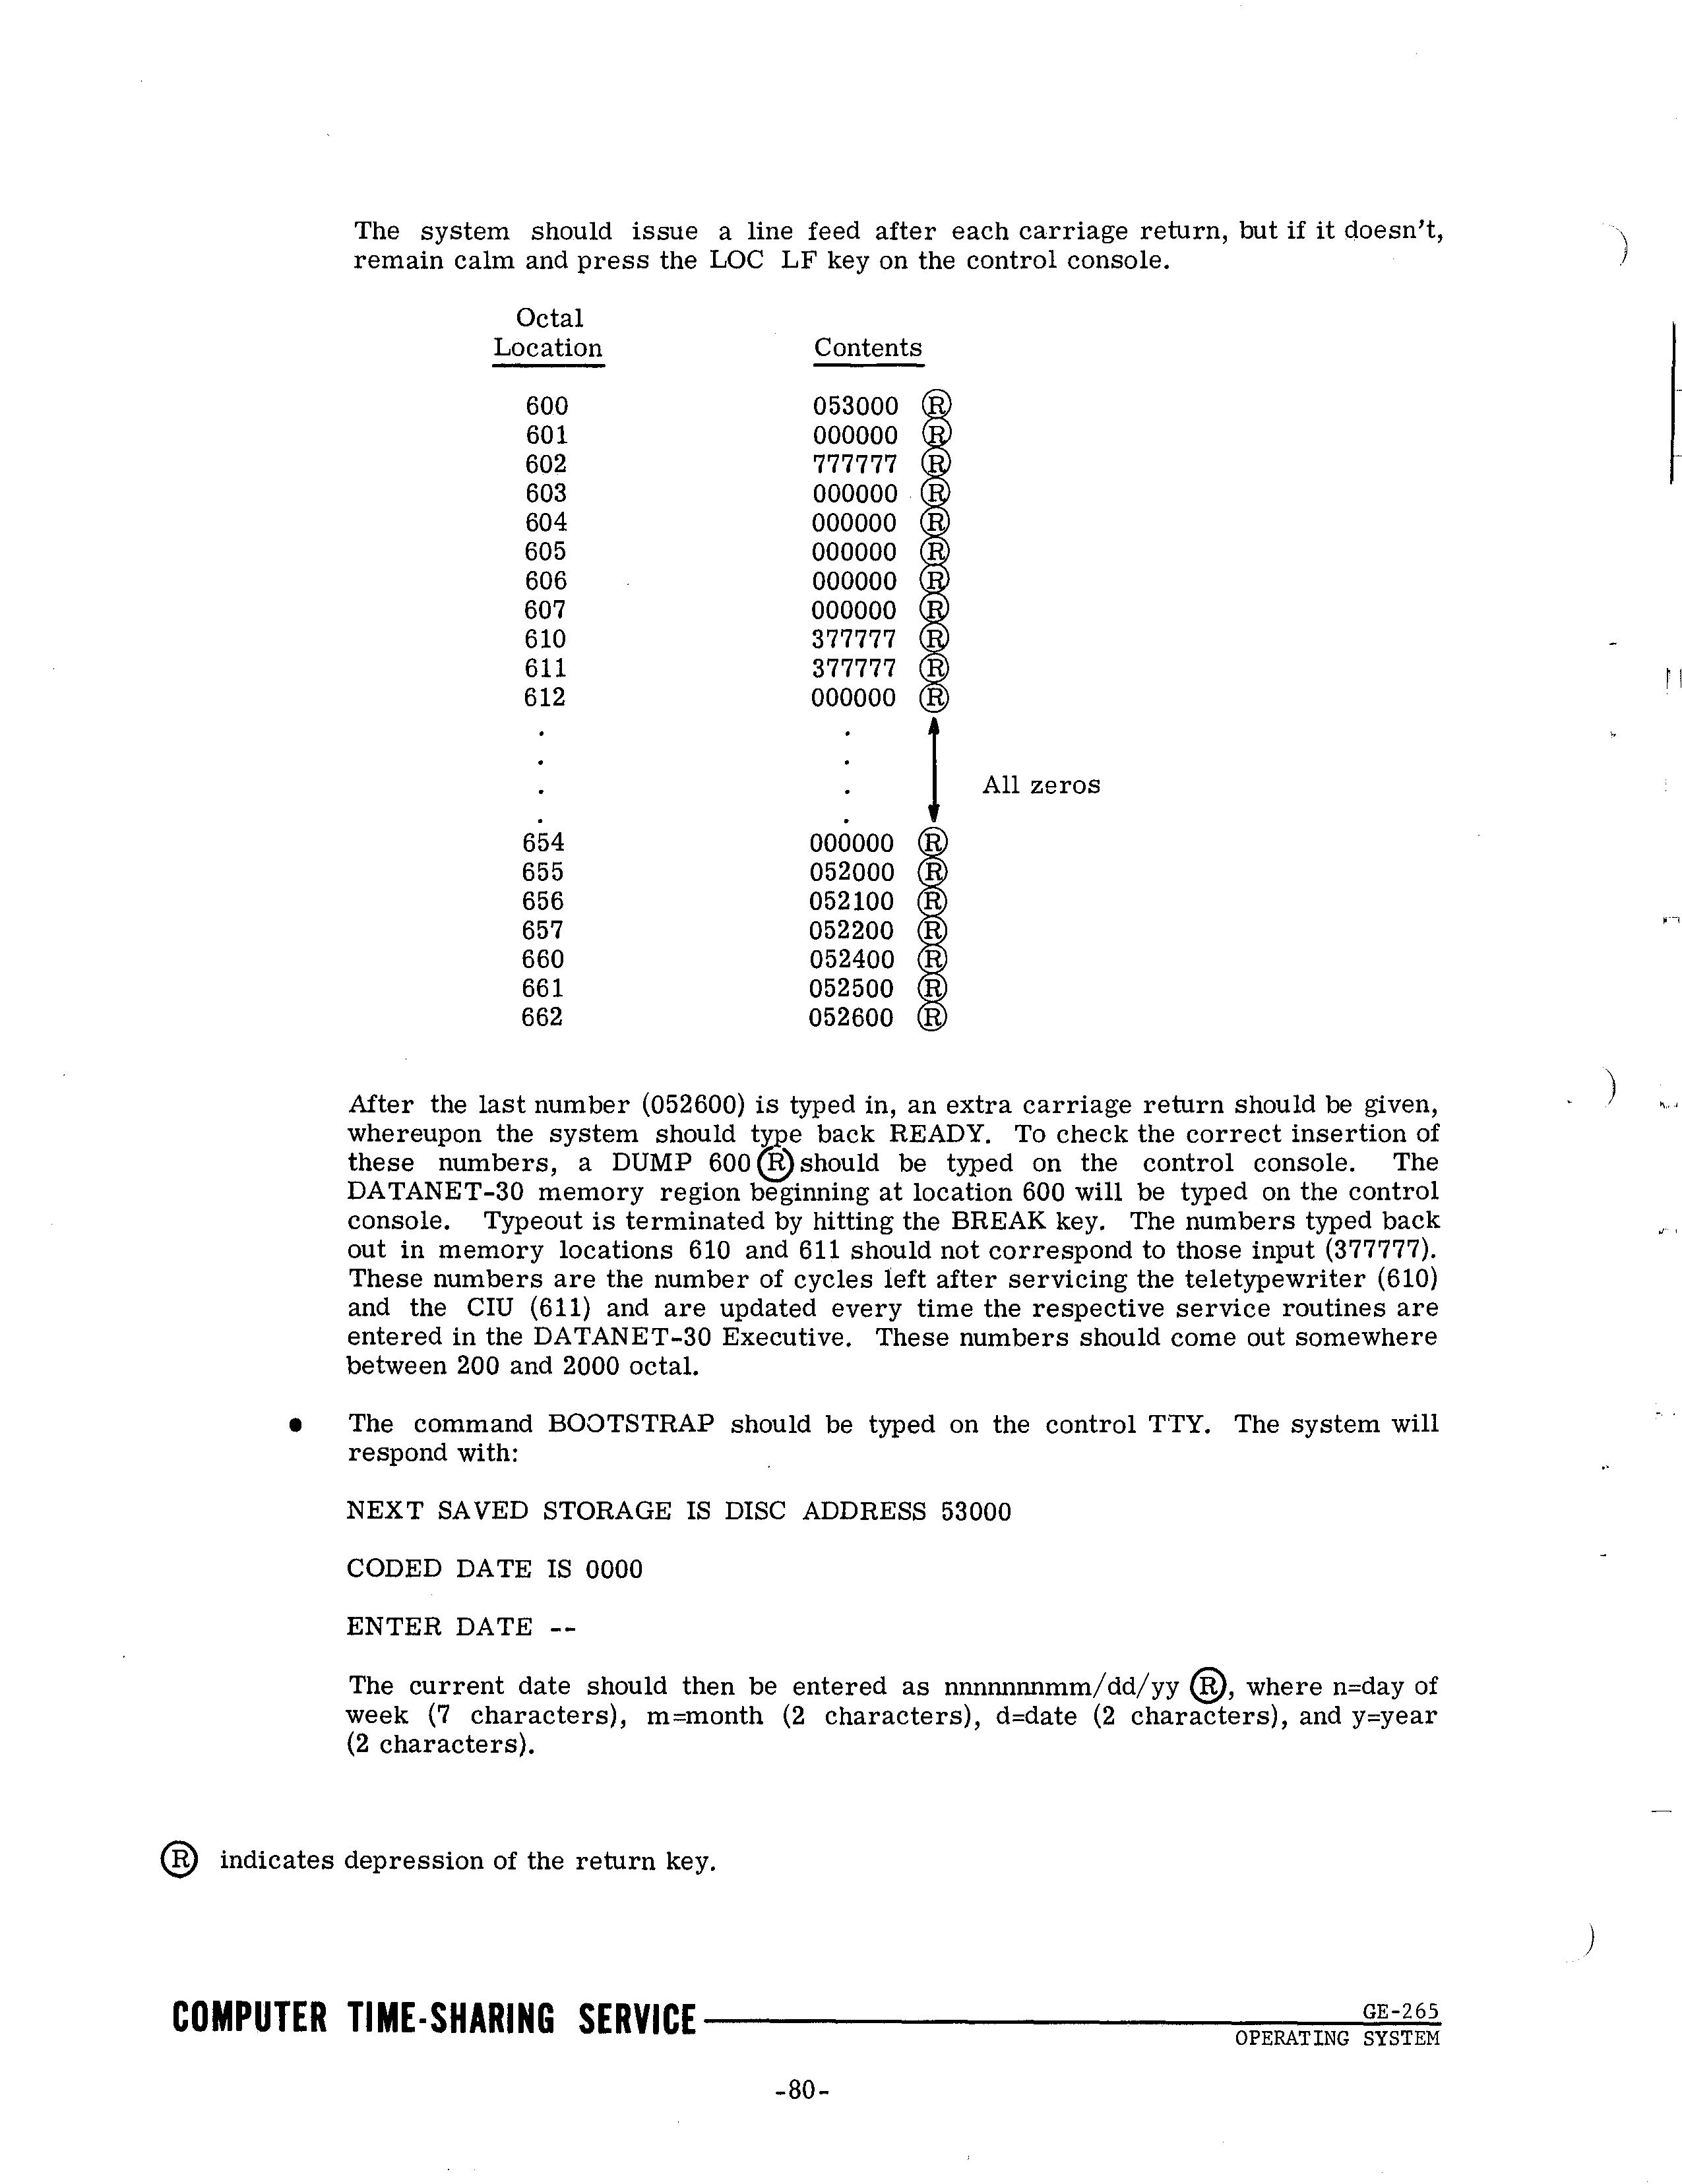 The system should issue a line feed after each carriage return, but if it doesn't,
remain calm and press the LOC LF key on the control console.
Octal
Location Contents
600 053000 Ⓡ
601 000000 Ⓡ
602 777777 Ⓡ
603 000000 Ⓡ
604 000000 Ⓡ
605 000000 Ⓡ
606 000000 Ⓡ
607 000000 Ⓡ
610 377777 Ⓡ
611 377777 Ⓡ
612 000000 Ⓡ
. .
. .
. . All zeros
. .
654 000000 Ⓡ
655 052000 Ⓡ
656 052100 Ⓡ
657 052200 Ⓡ
660 052400 Ⓡ
661 052500 Ⓡ
662 052600 Ⓡ
After the last number (052600) is typed in, an extra carriage return should be given,
whereupon the system should type back READY. To check the correct insertion of
these numbers, a DUMP 600 Ⓡ should be typed on the control console. The
DATANET-30 memory region beginning at location 600 will be typed on the control
console. Typeout is terminated by hitting the BREAK key. The numbers typed back
out in memory locations 610 and 611 should not correspond to those input (377777).
These numbers are the number of cycles left after servicing the teletypewriter (610)
and the CIU (611) and are updated every time the respective service routines are
entered in the DATANET-30 Executive. These numbers should come out somewhere
between 200 and 2000 octal.
● The command BOOTSTRAP should be typed on the control TTY. The system will
respond with:
NEXT SAVED STORAGE IS DISC ADDRESS 53000
CODED DATE IS 0000
ENTER DATE --
The current date should then be entered as nnnnnnnmm/dd/yy Ⓡ, where n=day of
week (7 characters), m=month (2 characters), d=date (2 characters), and y=year
(2 characters).
Ⓡ indicates depression of the return key.
COMPUTER TIME-SHARING SERVICE GE-265
OPERATING SYSTEM
-80-